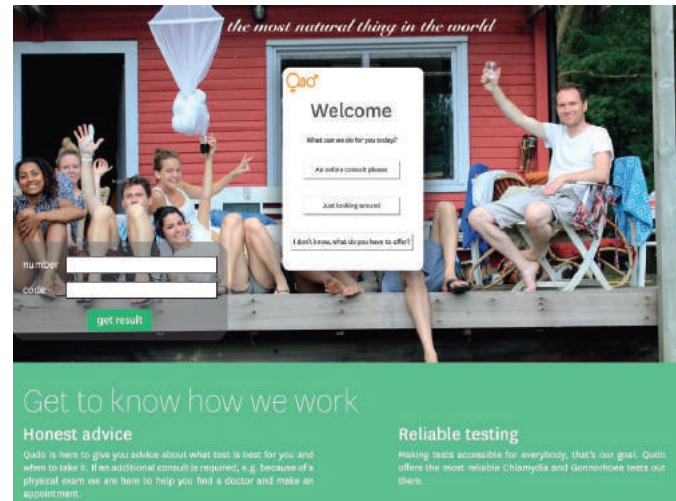 the most natural thing in the world
Qudo
Welcome
What can we do for you today?
An online consult please
Just looking around
I don't know, what do you have to offer?
number
code
get result
Get to know how we work
Honest advice
Qudo is here to give you advice about what test is best for you and
when to take it. If an additional consult is required, e.g. because of a
physical exam we are here to help you find a doctor and make an
appointment.
Reliable testing
Making tests accessible for everybody, that's our goal. Qudo
offers the most reliable Chlamydia and Gonnorhoea tests out
there.